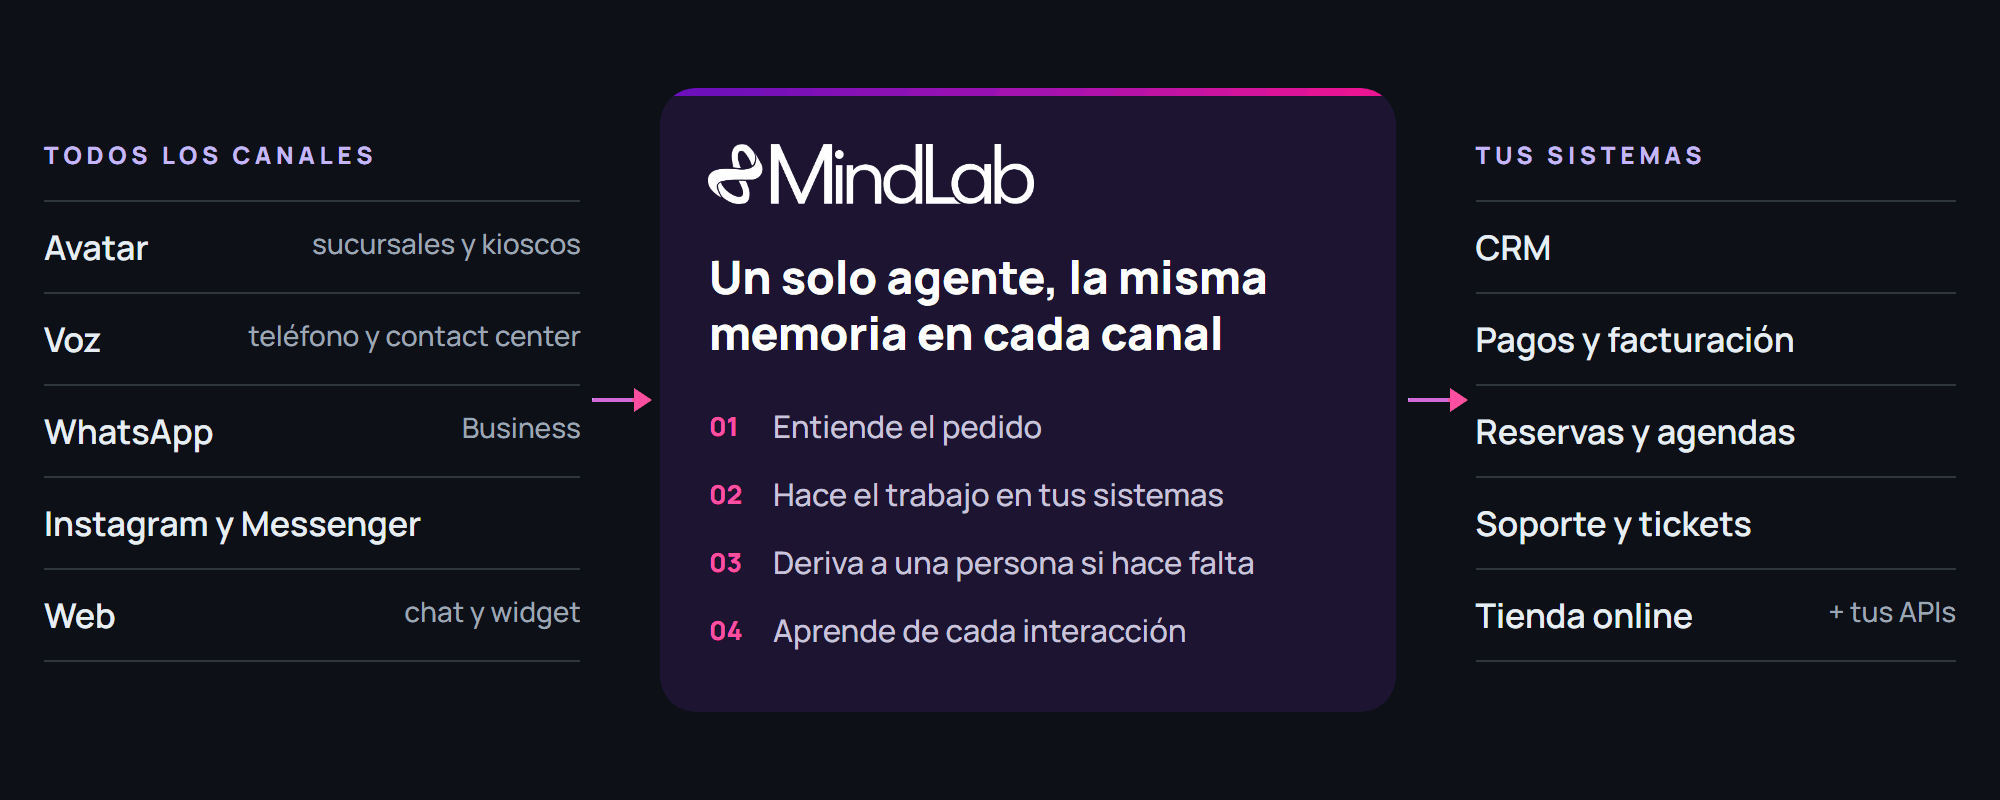 TODOS LOS CANALES
Avatar sucursales y kioscos
Voz teléfono y contact center
WhatsApp Business
Instagram y Messenger
Web chat y widget
MindLab
Un solo agente, la misma
memoria en cada canal
01 Entiende el pedido
02 Hace el trabajo en tus sistemas
03 Deriva a una persona si hace falta
04 Aprende de cada interacción
TUS SISTEMAS
CRM
Pagos y facturación
Reservas y agendas
Soporte y tickets
Tienda online + tus APIs